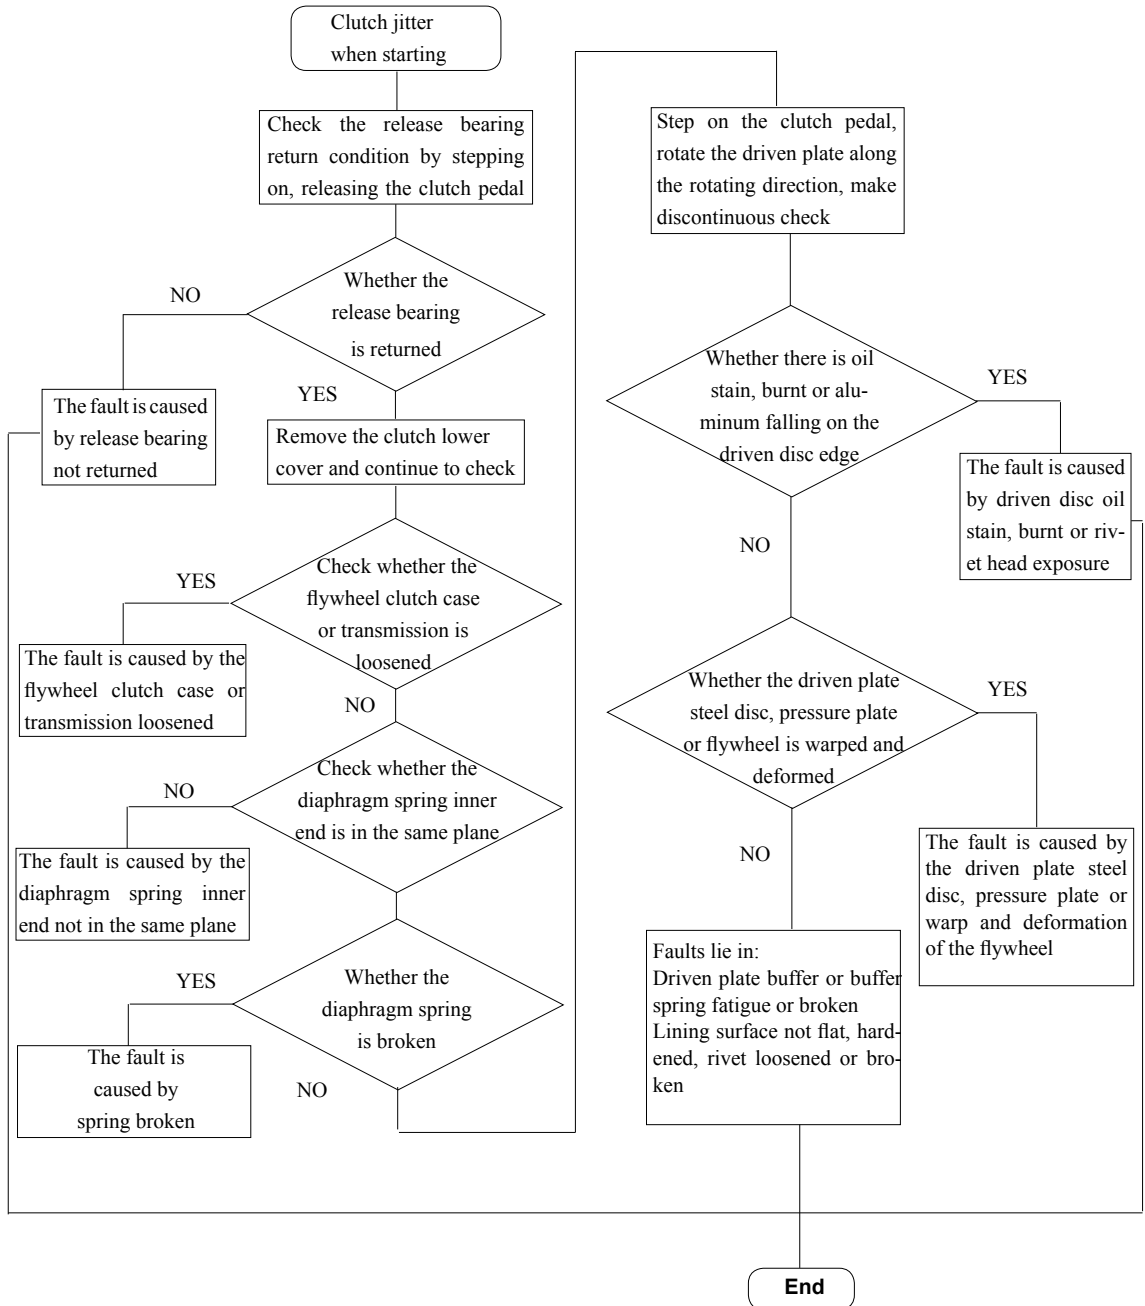 Clutch jitter
when starting
Check the release bearing
return condition by stepping
on, releasing the clutch pedal
Whether the
release bearing
is returned
NO
YES
The fault is caused
by release bearing
not returned
Remove the clutch lower
cover and continue to check
Check whether the
flywheel clutch case
or transmission is
loosened
YES
NO
The fault is caused by the
flywheel clutch case or
transmission loosened
Check whether the
diaphragm spring inner
end is in the same plane
NO
The fault is caused by the
diaphragm spring inner
end not in the same plane
Whether the
diaphragm spring
is broken
YES
NO
The fault is
caused by
spring broken
Step on the clutch pedal,
rotate the driven plate along
the rotating direction, make
discontinuous check
Whether there is oil
stain, burnt or alu-
minum falling on the
driven disc edge
YES
NO
The fault is caused
by driven disc oil
stain, burnt or riv-
et head exposure
Whether the driven plate
steel disc, pressure plate
or flywheel is warped and
deformed
YES
NO
The fault is caused by
the driven plate steel
disc, pressure plate or
warp and deformation
of the flywheel
Faults lie in:
Driven plate buffer or buffer
spring fatigue or broken
Lining surface not flat, hard-
ened, rivet loosened or bro-
ken
End